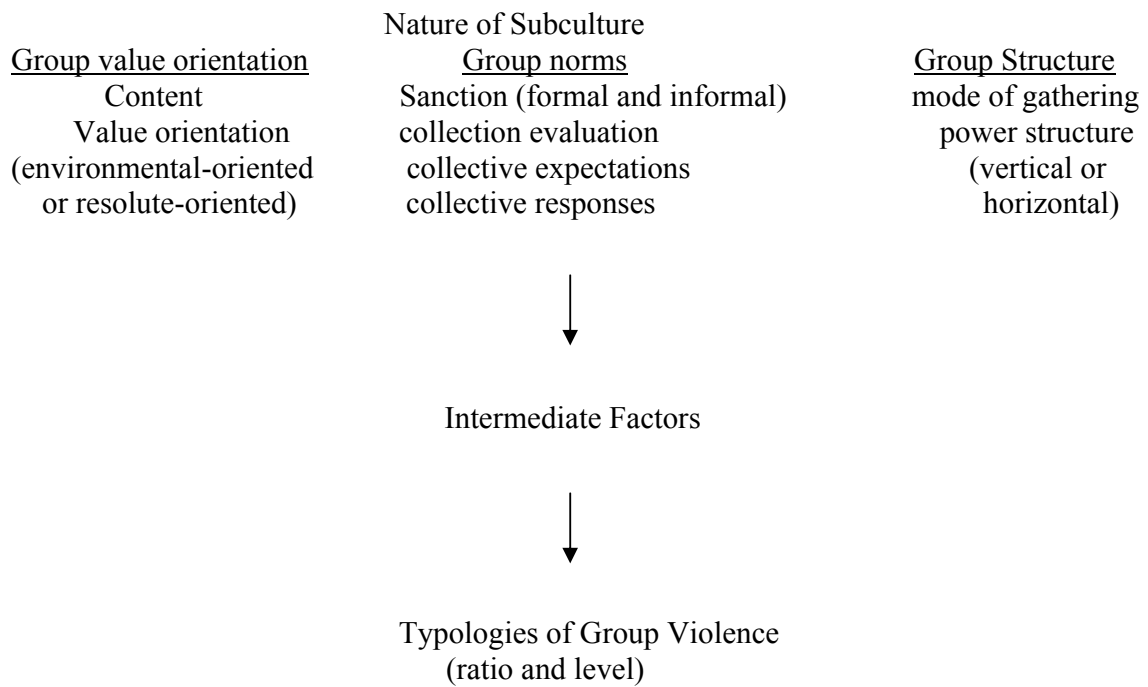 Nature of Subculture
Group value orientation Group norms Group Structure
Content Sanction (formal and informal) mode of gathering
Value orientation collection evaluation power structure
(environmental-oriented collective expectations (vertical or
or resolute-oriented) collective responses horizontal)
Intermediate Factors
Typologies of Group Violence
(ratio and level)